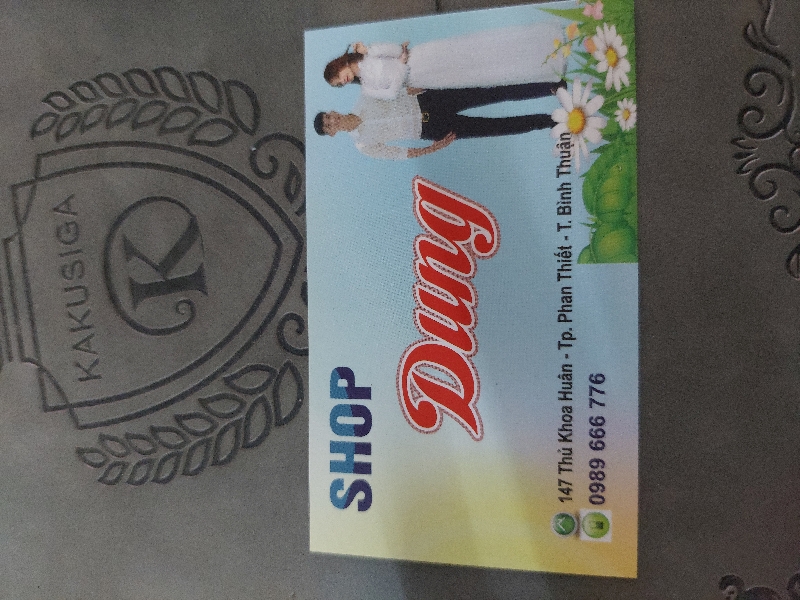 KAKUSIGA
K
SHOP
Dung
147 Thủ Khoa Huân - Tp. Phan Thiết - T. Bình Thuận
0989 666 776